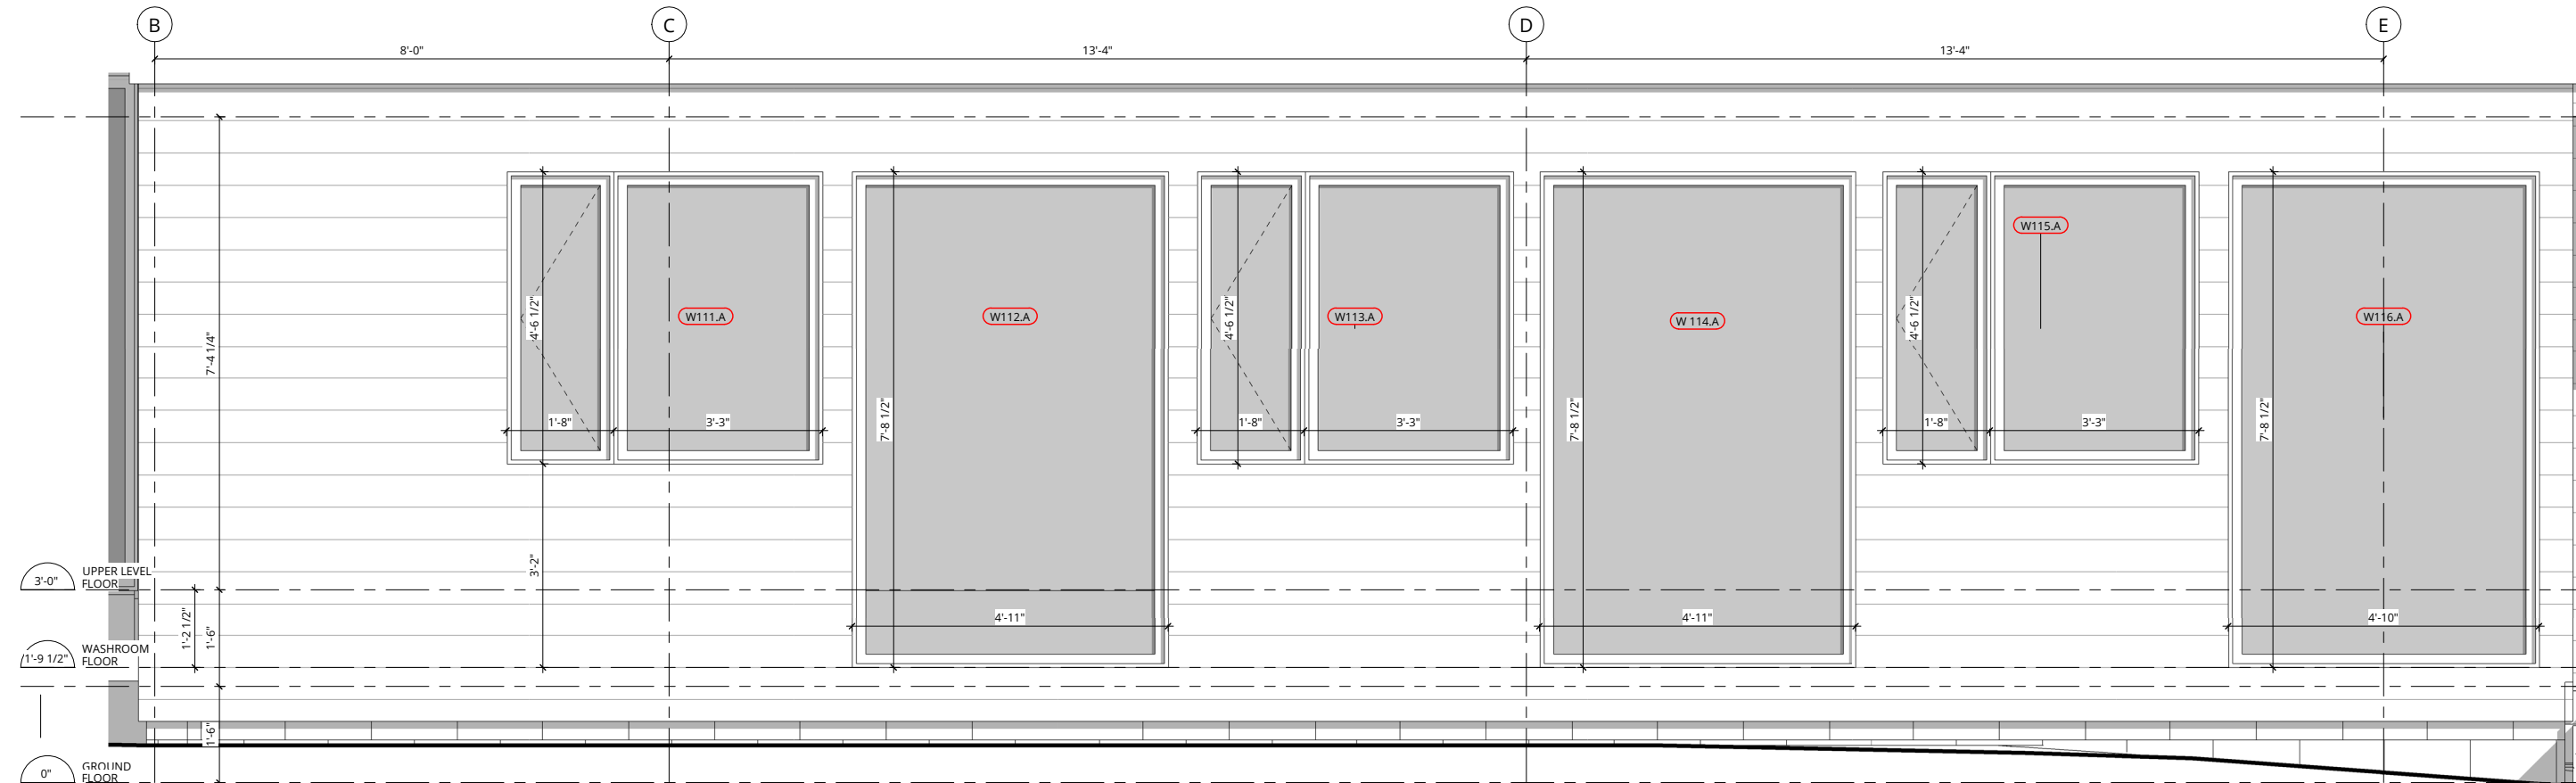 B
C
D
E
8'-0"
13'-4"
13'-4"
W115.A
W111.A
W112.A
W113.A
W 114.A
W116.A
4'-6 1/2"
4'-6 1/2"
4'-6 1/2"
7'-4 1/4"
7'-8 1/2"
7'-8 1/2"
7'-8 1/2"
1'-8"
3'-3"
1'-8"
3'-3"
1'-8"
3'-3"
3'-2"
3'-0"
UPPER LEVEL
FLOOR
4'-11"
4'-11"
4'-10"
1'-2 1/2"
1'-6"
1'-9 1/2"
WASHROOM
FLOOR
1'-6"
0"
GROUND
FLOOR